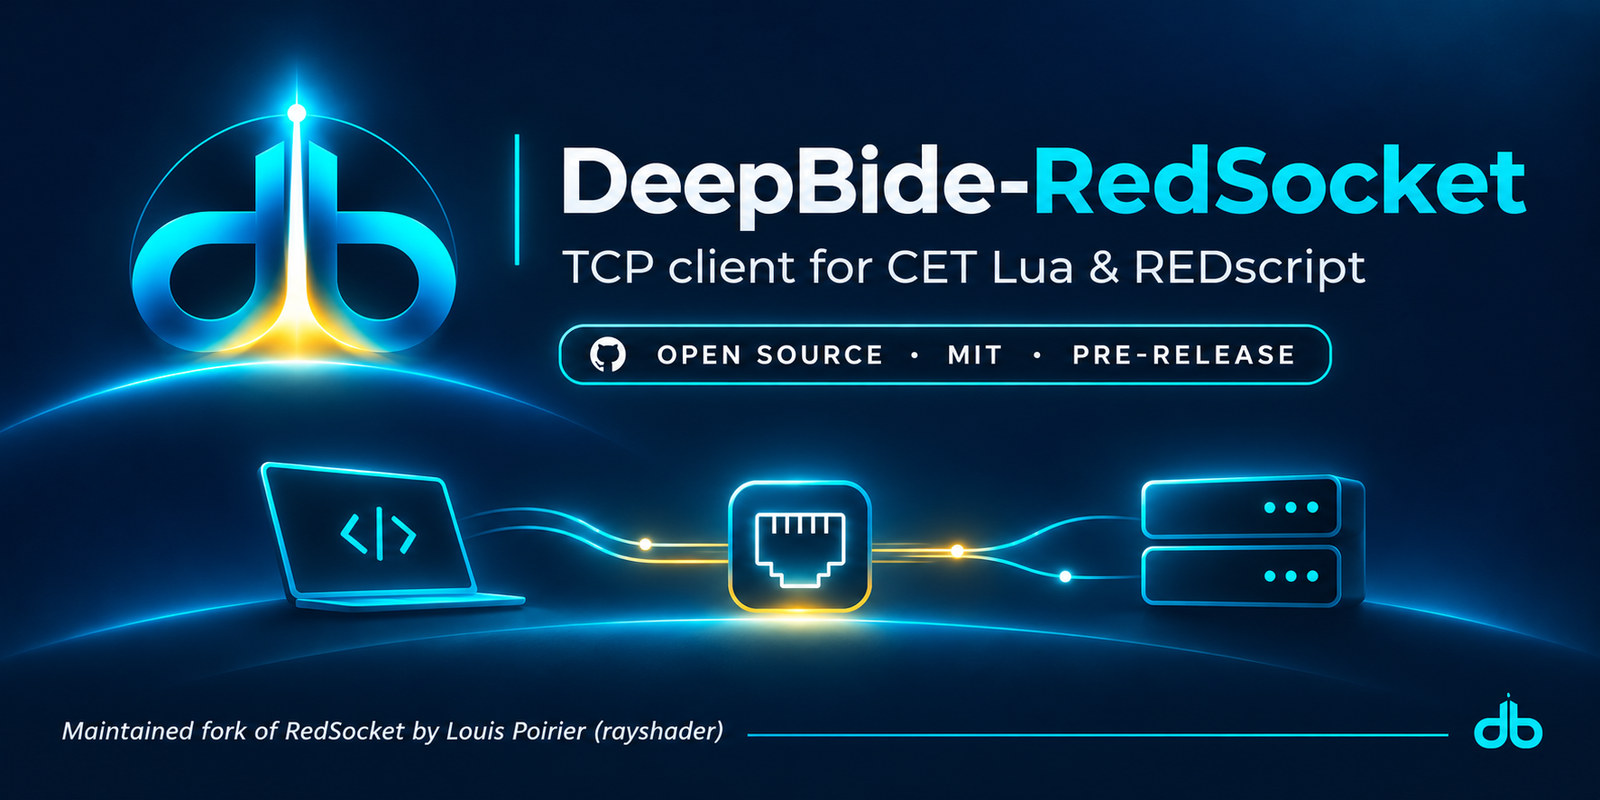 DeepBide-RedSocket
TCP client for CET Lua & REDscript
OPEN SOURCE • MIT • PRE-RELEASE
</>
Maintained fork of RedSocket by Louis Poirier (rayshader)
db